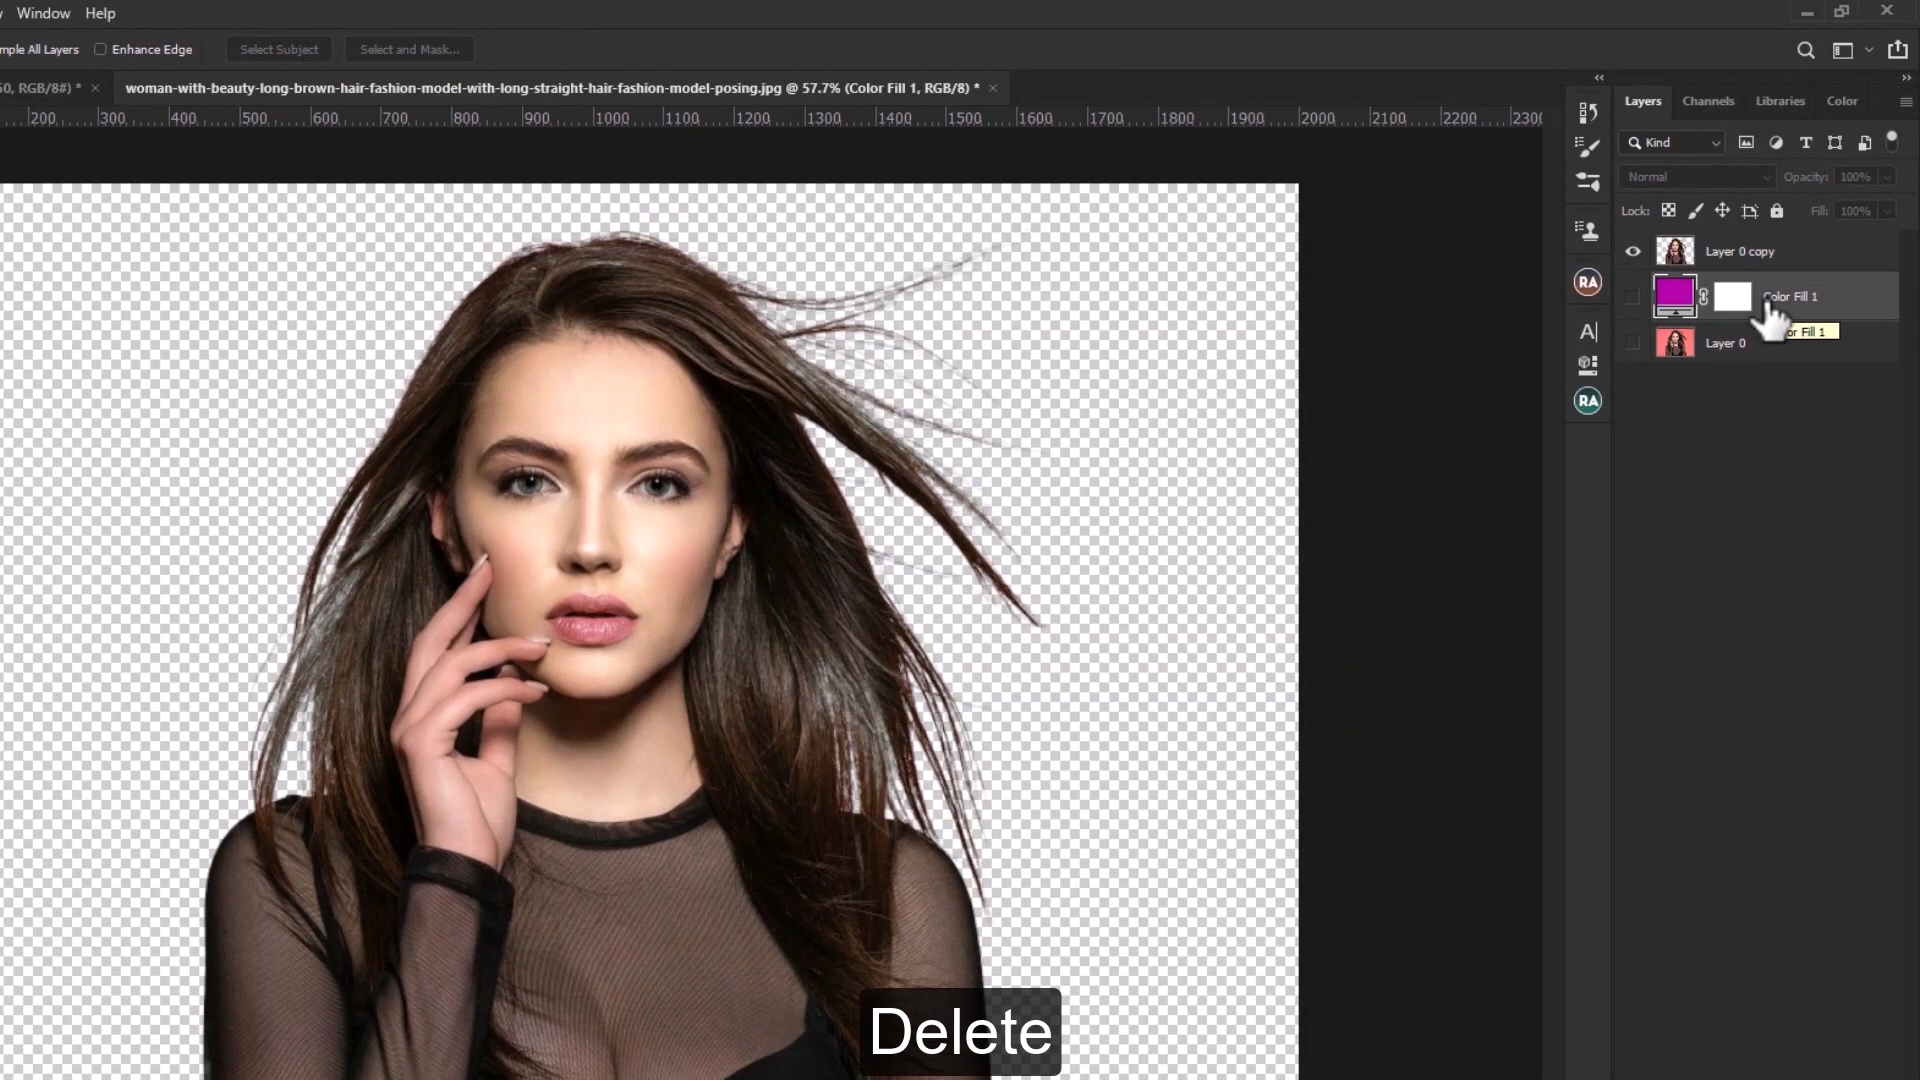 Window Help
mple All Layers Enhance Edge Select Subject Select and Mask...
50, RGB/8#) * × woman-with-beauty-long-brown-hair-fashion-model-with-long-straight-hair-fashion-model-posing.jpg @ 57.7% (Color Fill 1, RGB/8) * ×
200 300 400 500 600 700 800 900 1000 1100 1200 1300 1400 1500 1600 1700 1800 1900 2000 2100 2200 2300
Layers Channels Libraries Color
Kind
Normal Opacity: 100%
Lock: Fill: 100%
Layer 0 copy
RA
Color Fill 1
or Fill 1
A|
Layer 0
RA
Delete